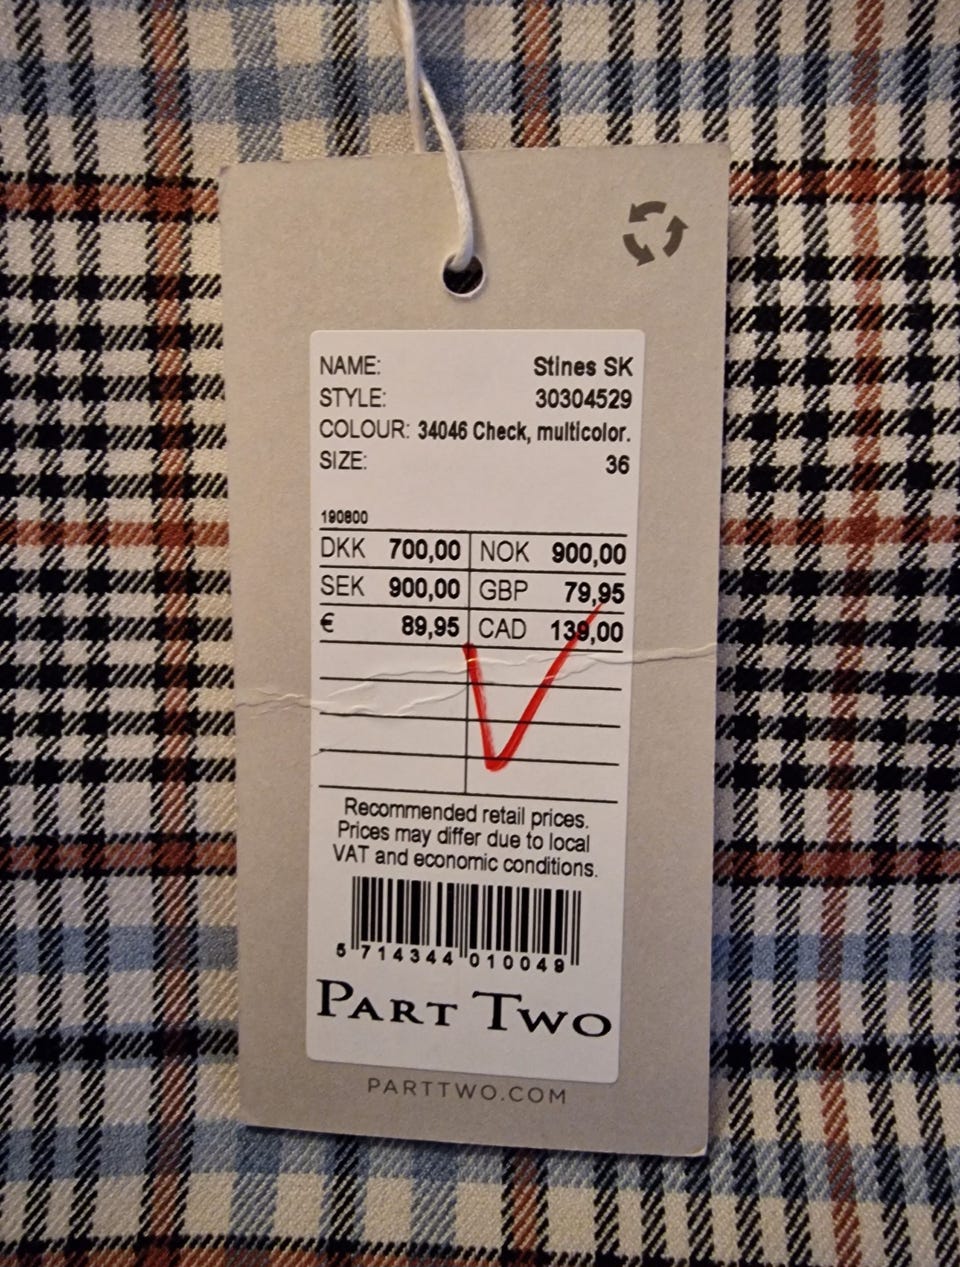 NAME: Stines SK
STYLE: 30304529
COLOUR: 34046 Check, multicolor.
SIZE: 36
190800
DKK 700,00 NOK 900,00
SEK 900,00 GBP 79,95
€ 89,95 CAD 139,00
Recommended retail prices.
Prices may differ due to local
VAT and economic conditions.
5 714344 010049
PART TWO
PARTTWO.COM